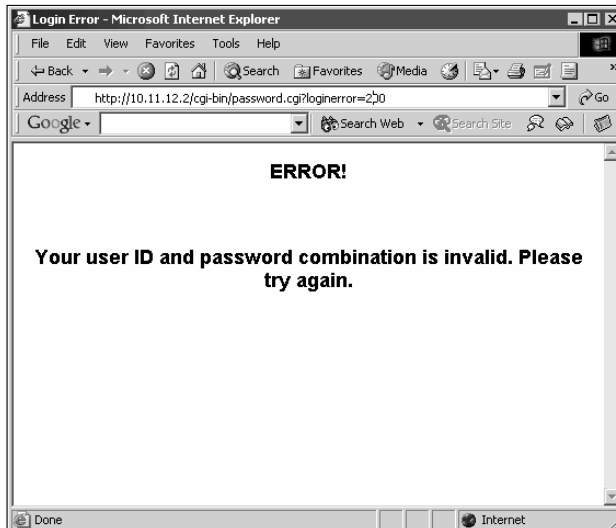 Login Error - Microsoft Internet Explorer
File Edit View Favorites Tools Help
Back Search Favorites Media »
Address http://10.11.12.2/cgi-bin/password.cgi?loginerror=200 Go
Google Search Web Search Site
ERROR!
Your user ID and password combination is invalid. Please
try again.
Done Internet